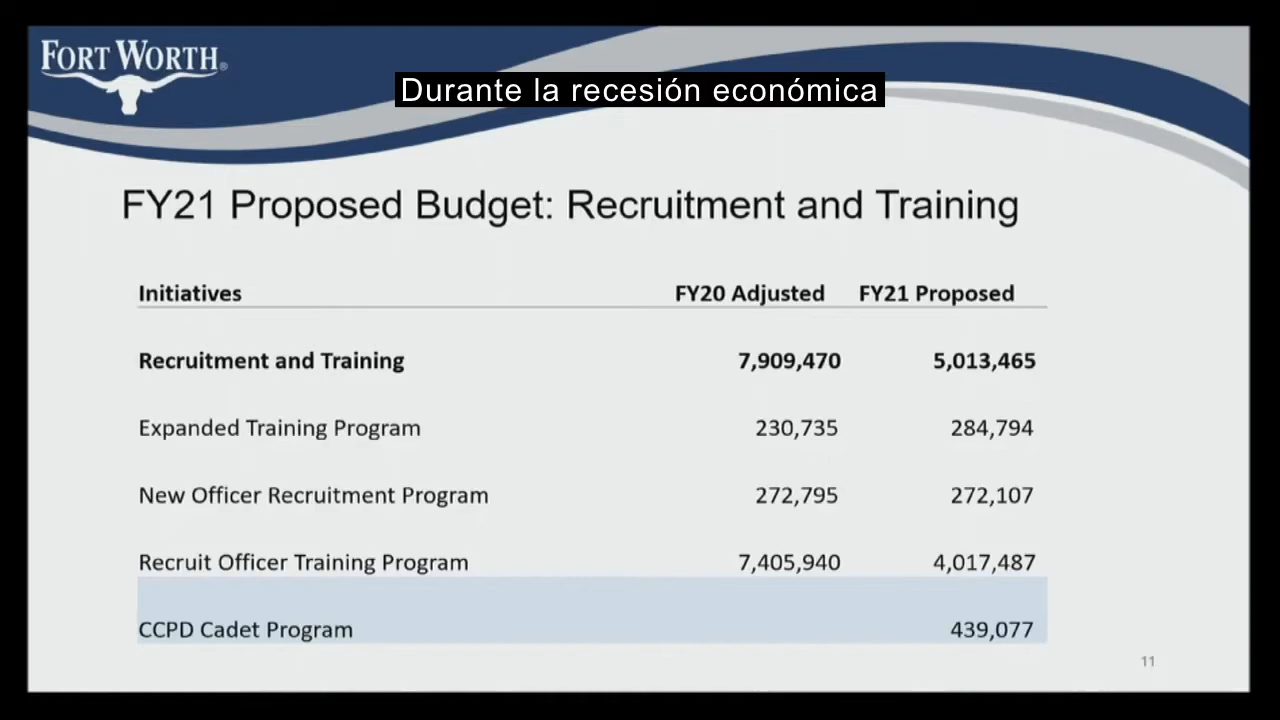 FORT WORTH®
Durante la recesión económica
FY21 Proposed Budget: Recruitment and Training
Initiatives FY20 Adjusted FY21 Proposed
Recruitment and Training 7,909,470 5,013,465
Expanded Training Program 230,735 284,794
New Officer Recruitment Program 272,795 272,107
Recruit Officer Training Program 7,405,940 4,017,487
CCPD Cadet Program 439,077
11